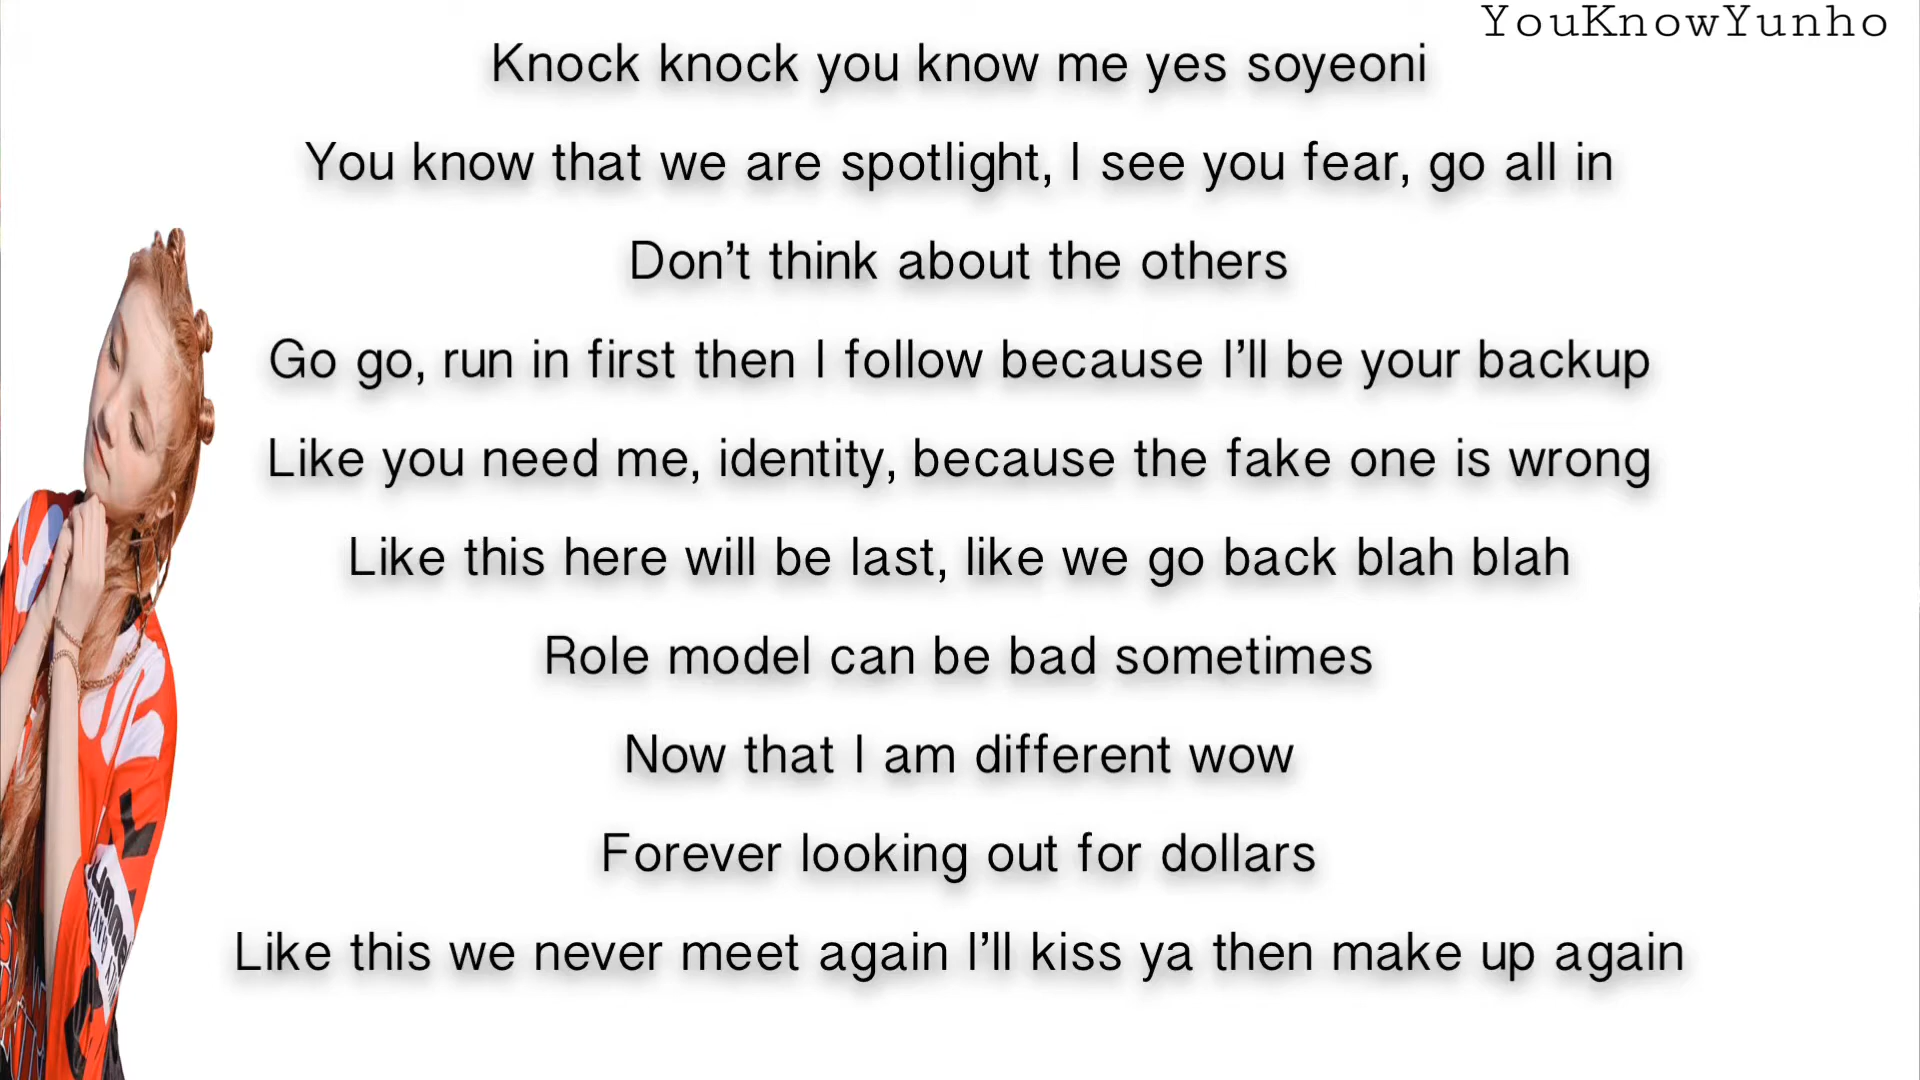 YouKnowYunho
Knock knock you know me yes soyeoni
You know that we are spotlight, I see you fear, go all in
Don’t think about the others
Go go, run in first then I follow because I’ll be your backup
Like you need me, identity, because the fake one is wrong
Like this here will be last, like we go back blah blah
Role model can be bad sometimes
Now that I am different wow
Forever looking out for dollars
Like this we never meet again I’ll kiss ya then make up again